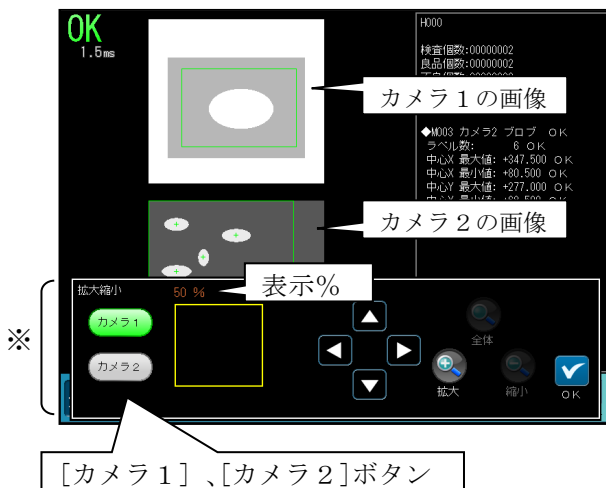 OK
1.5ms
H000
検査個数:00000002
良品個数:00000002
カメラ１の画像
◆M003 カメラ2 ブロブ OK
ラベル数: 6 OK
中心X 最大値: +347.500 OK
中心X 最小値: +80.500 OK
中心Y 最大値: +277.000 OK
カメラ２の画像
拡大縮小
50 %
表示％
カメラ1
カメラ2
※
全体
拡大
縮小
OK
［カメラ１］、［カメラ２］ボタン